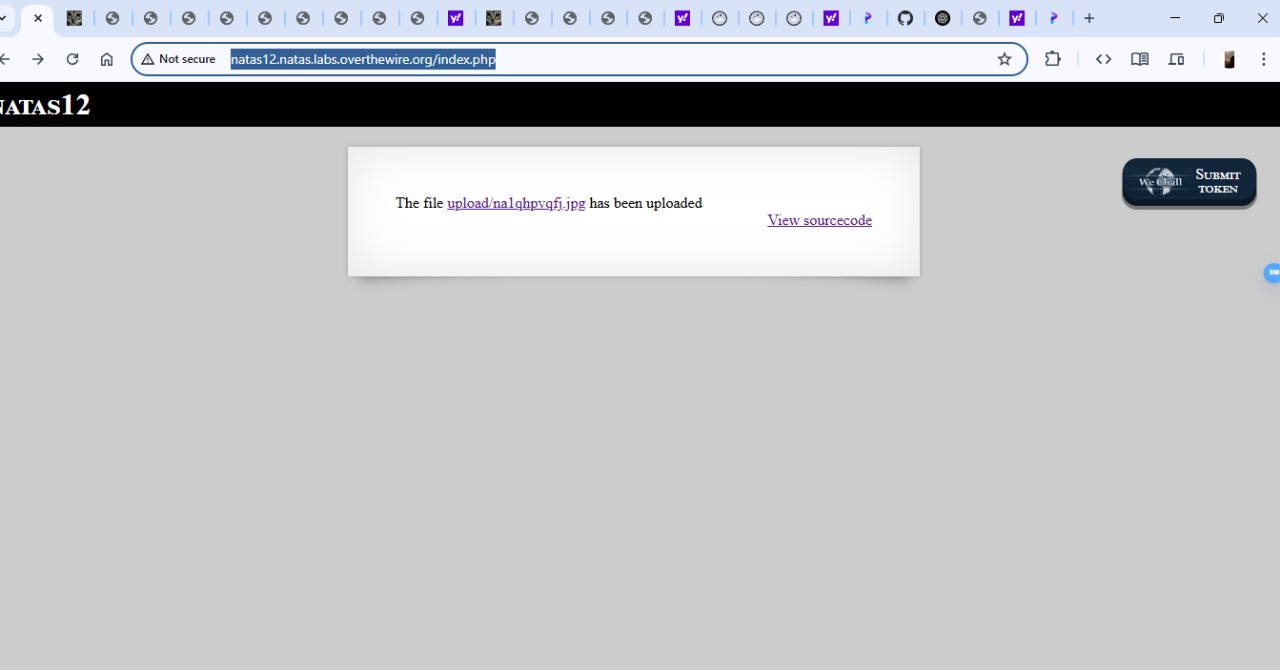 Not secure
natas12.natas.labs.overthewire.org/index.php
NATAS12
The file upload/na1qhpvqfj.jpg has been uploaded
View sourcecode
We Chall
SUBMIT
TOKEN